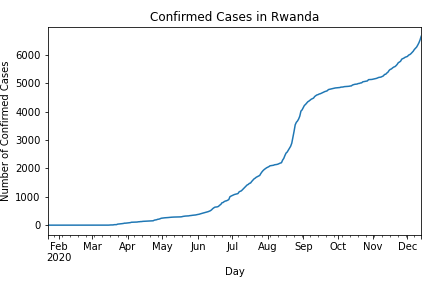 Confirmed Cases in Rwanda
Number of Confirmed Cases
6000
5000
4000
3000
2000
1000
0
Feb Mar Apr May Jun Jul Aug Sep Oct Nov Dec
2020
Day